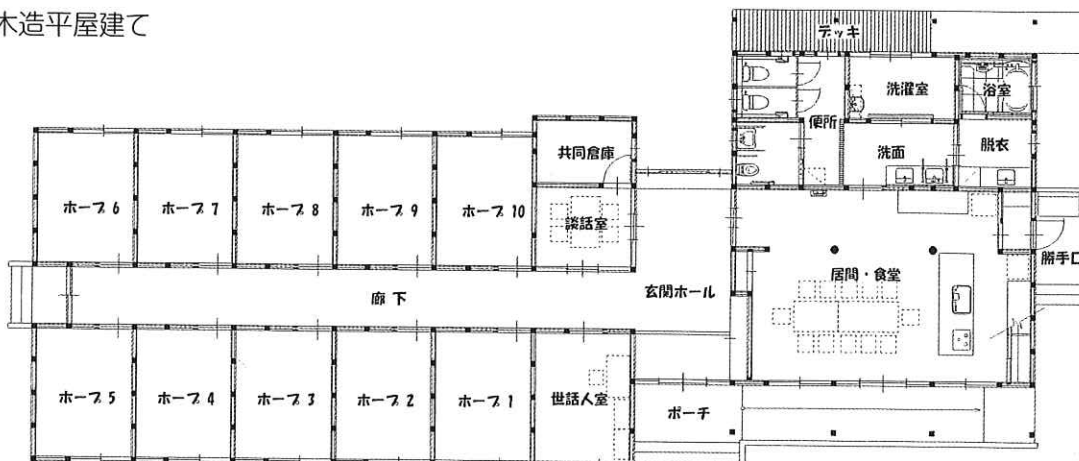 木造平屋建て
デッキ
洗濯室
浴室
便所
洗面
脱衣
共同倉庫
談話室
ホープ 6
ホープ 7
ホープ 8
ホープ 9
ホープ 10
居間・食堂
勝手口
廊 下
玄関ホール
ホープ 5
ホープ 4
ホープ 3
ホープ 2
ホープ 1
世話人室
ポーチ